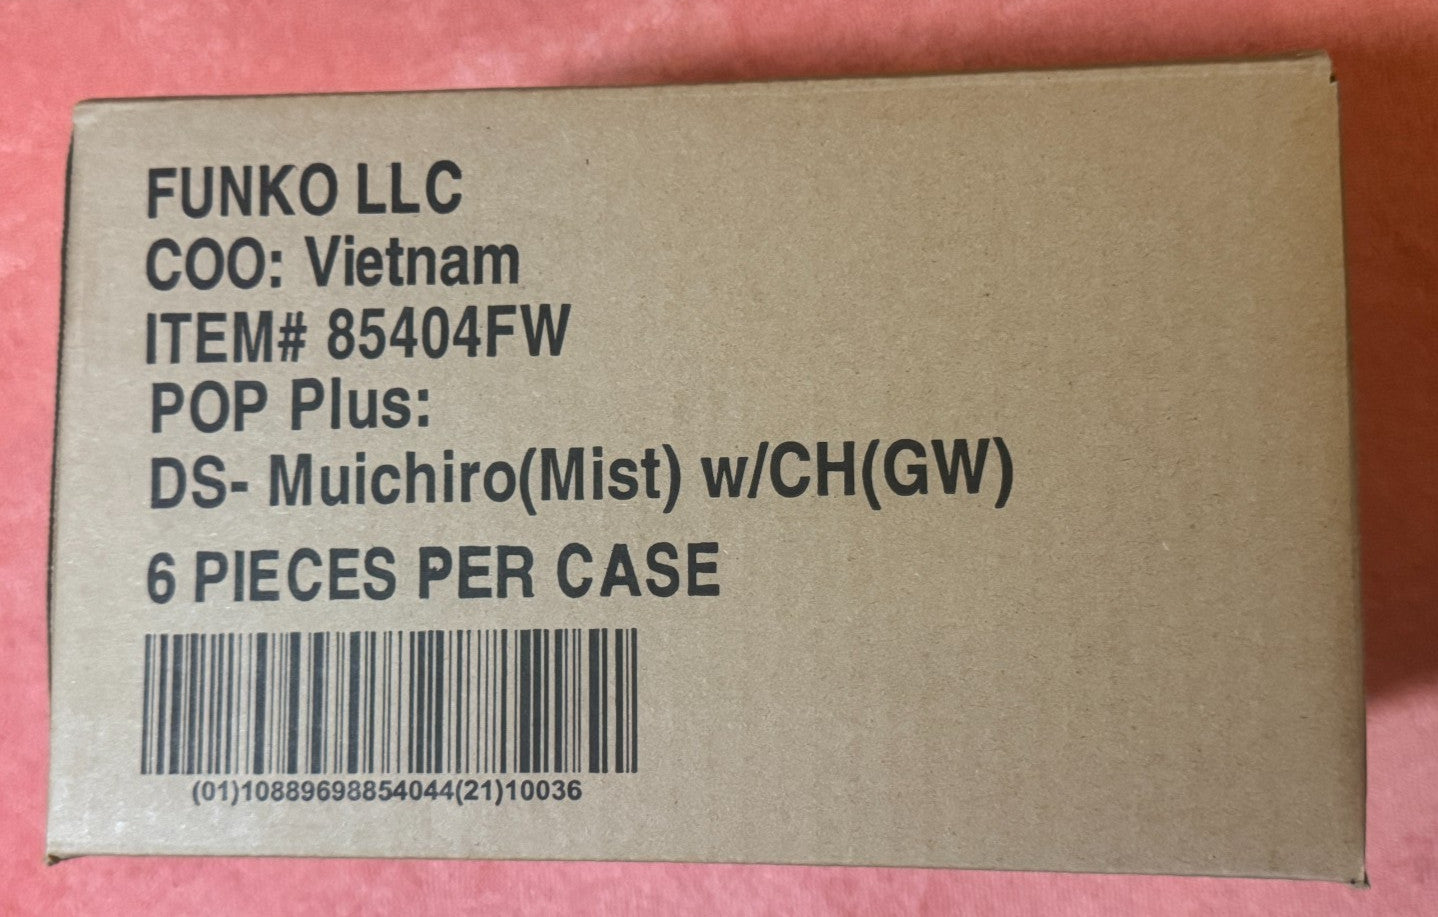 FUNKO LLC
COO: Vietnam
ITEM# 85404FW
POP Plus:
DS- Muichiro(Mist) w/CH(GW)
6 PIECES PER CASE
(01)10889698854044(21)10036